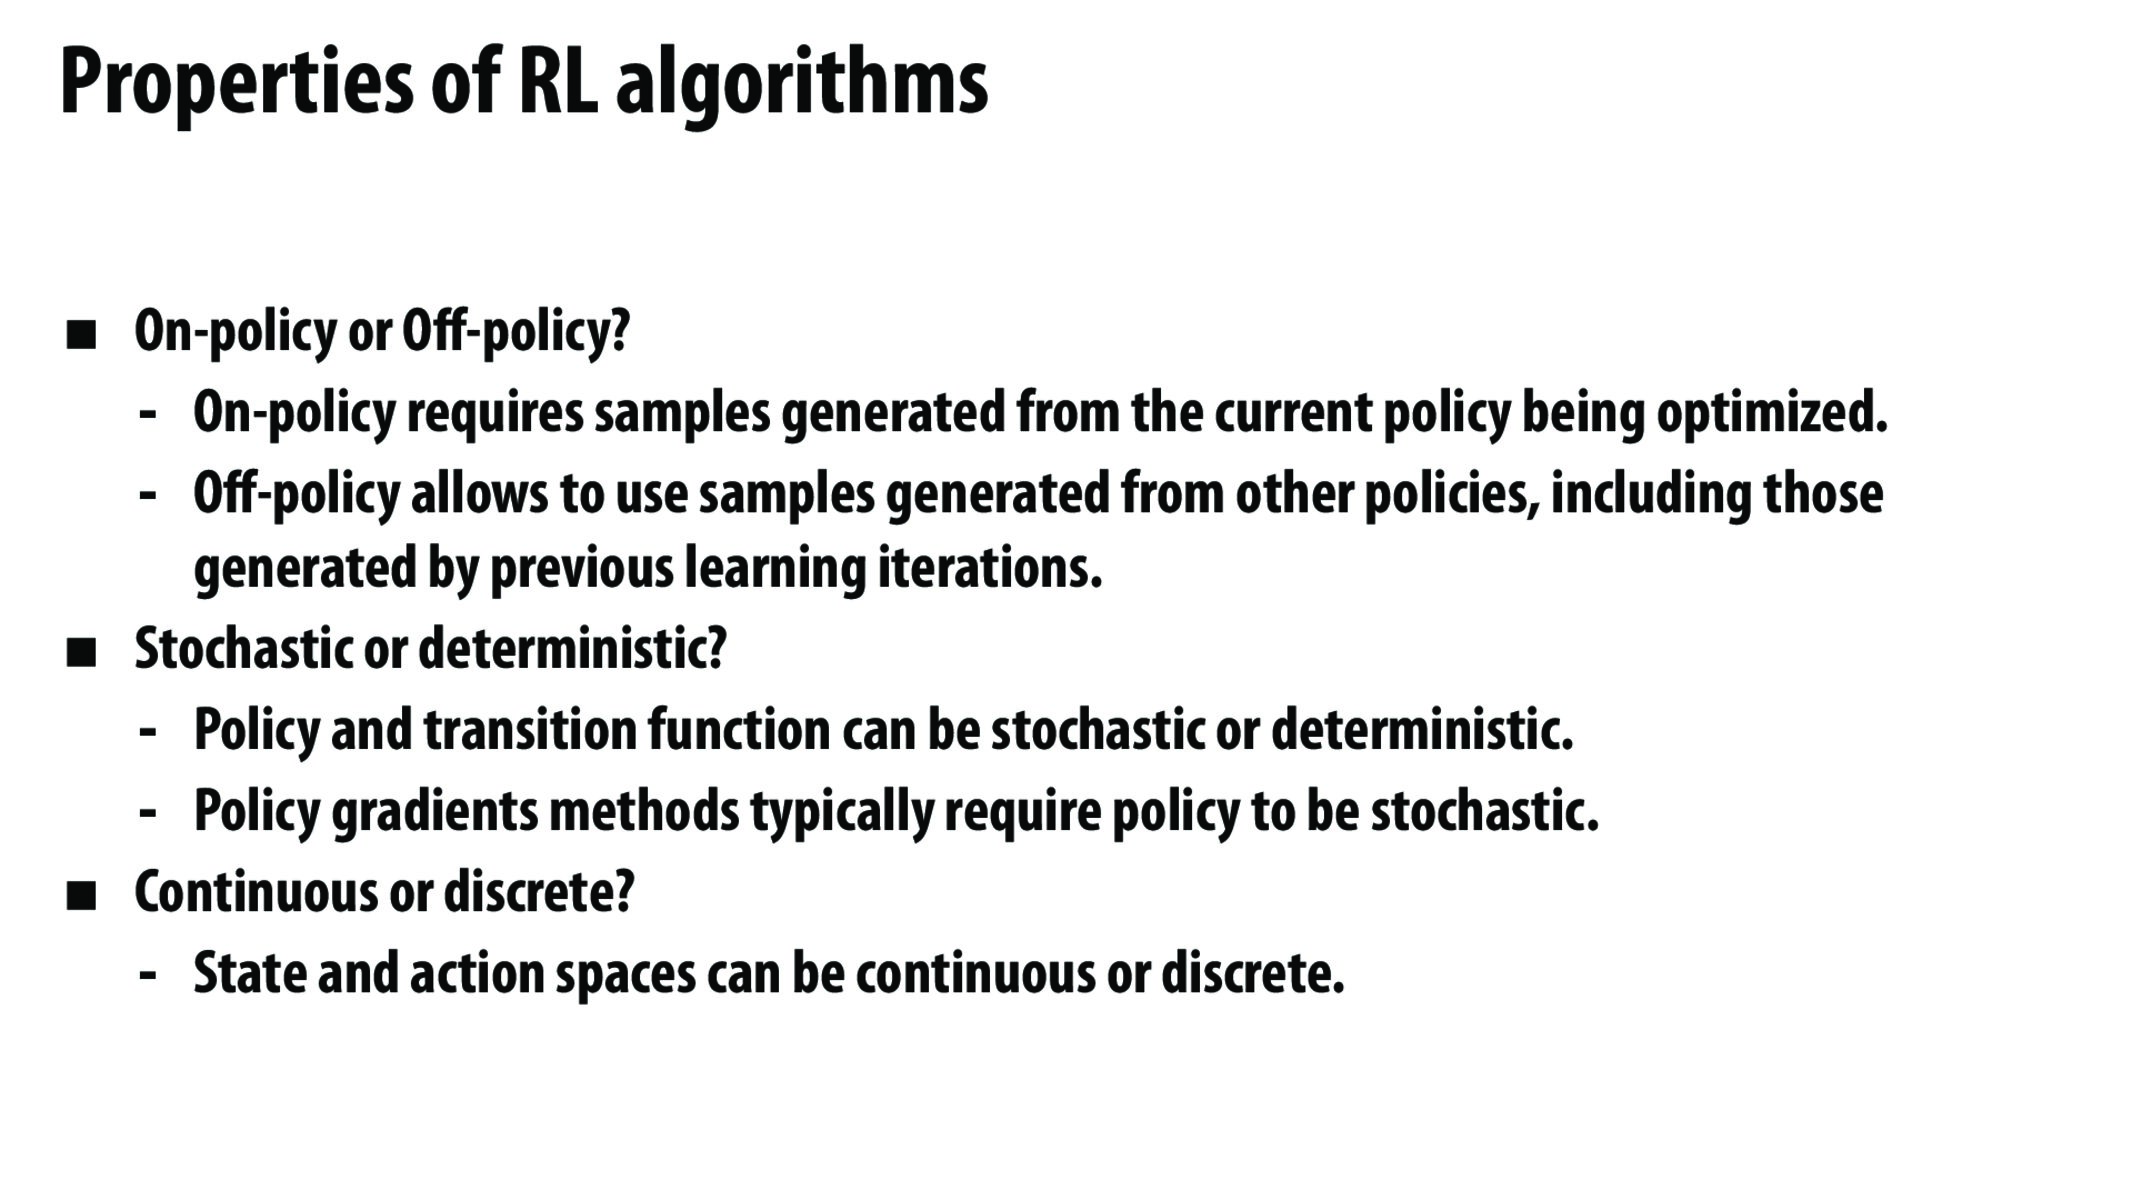 Properties of RL algorithms
■ On-policy or Off-policy?
- On-policy requires samples generated from the current policy being optimized.
- Off-policy allows to use samples generated from other policies, including those
generated by previous learning iterations.
■ Stochastic or deterministic?
- Policy and transition function can be stochastic or deterministic.
- Policy gradients methods typically require policy to be stochastic.
■ Continuous or discrete?
- State and action spaces can be continuous or discrete.